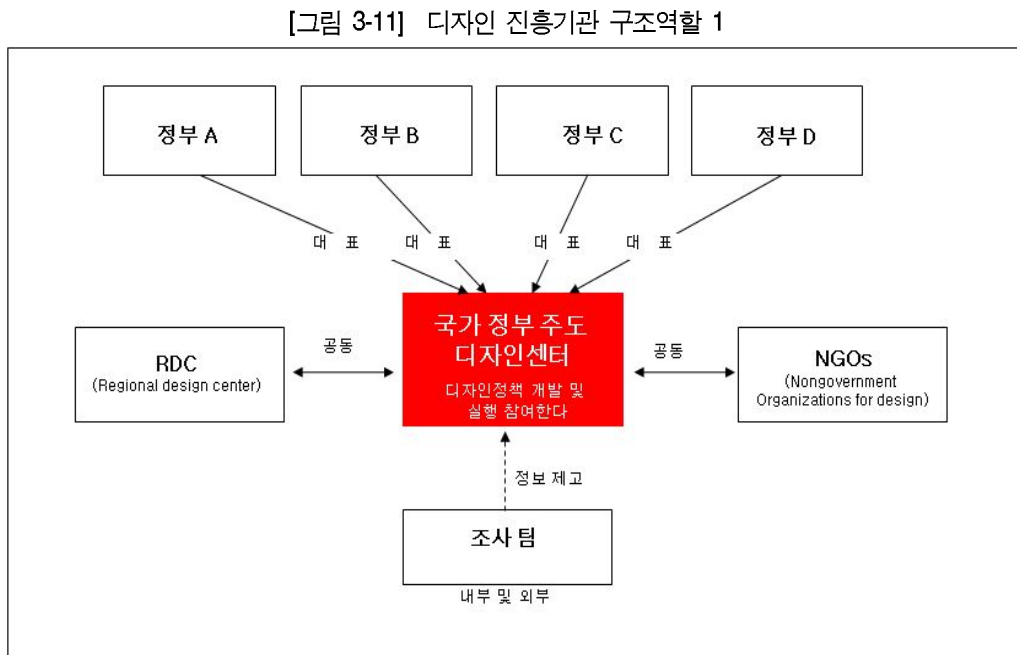 [그림 3-11] 디자인 진흥기관 구조역할 1
정부 A
정부 B
정부 C
정부 D
대 표
대 표
대 표
대 표
국가 정부 주도
디자인센터
디자인정책 개발 및
실행 참여한다
RDC
(Regional design center)
공동
공동
NGOs
(Nongovernment
Organizations for design)
정보 제고
조사 팀
내부 및 외부